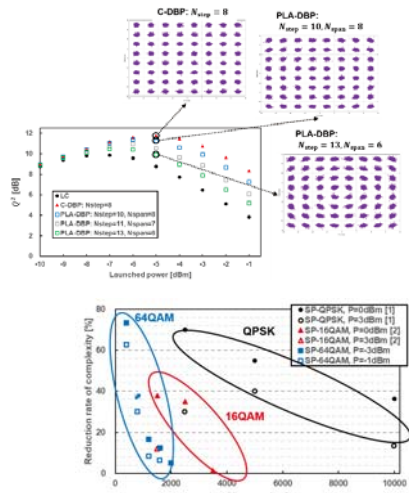 C-DBP: Nstep = 8
PLA-DBP:
Nstep = 10, Nspan = 8
PLA-DBP:
Nstep = 13, Nspan = 6
Q² [dB]
12
10
8
6
4
2
0
LC
C-DBP: Nstep=8
PLA-DBP: Nstep=10, Nspan=8
PLA-DBP: Nstep=11, Nspan=7
PLA-DBP: Nstep=13, Nspan=6
-10 -9 -8 -7 -6 -5 -4 -3 -2 -1
Launched power [dBm]
Reduction rate of complexity [%]
80
60
40
20
0
64QAM
QPSK
16QAM
SP-QPSK, P=0dBm [1]
SP-QPSK, P=3dBm [1]
SP-16QAM, P=0dBm [2]
SP-16QAM, P=3dBm [2]
SP-64QAM, P=-3dBm
SP-64QAM, P=-1dBm
0 2000 4000 6000 8000 10000